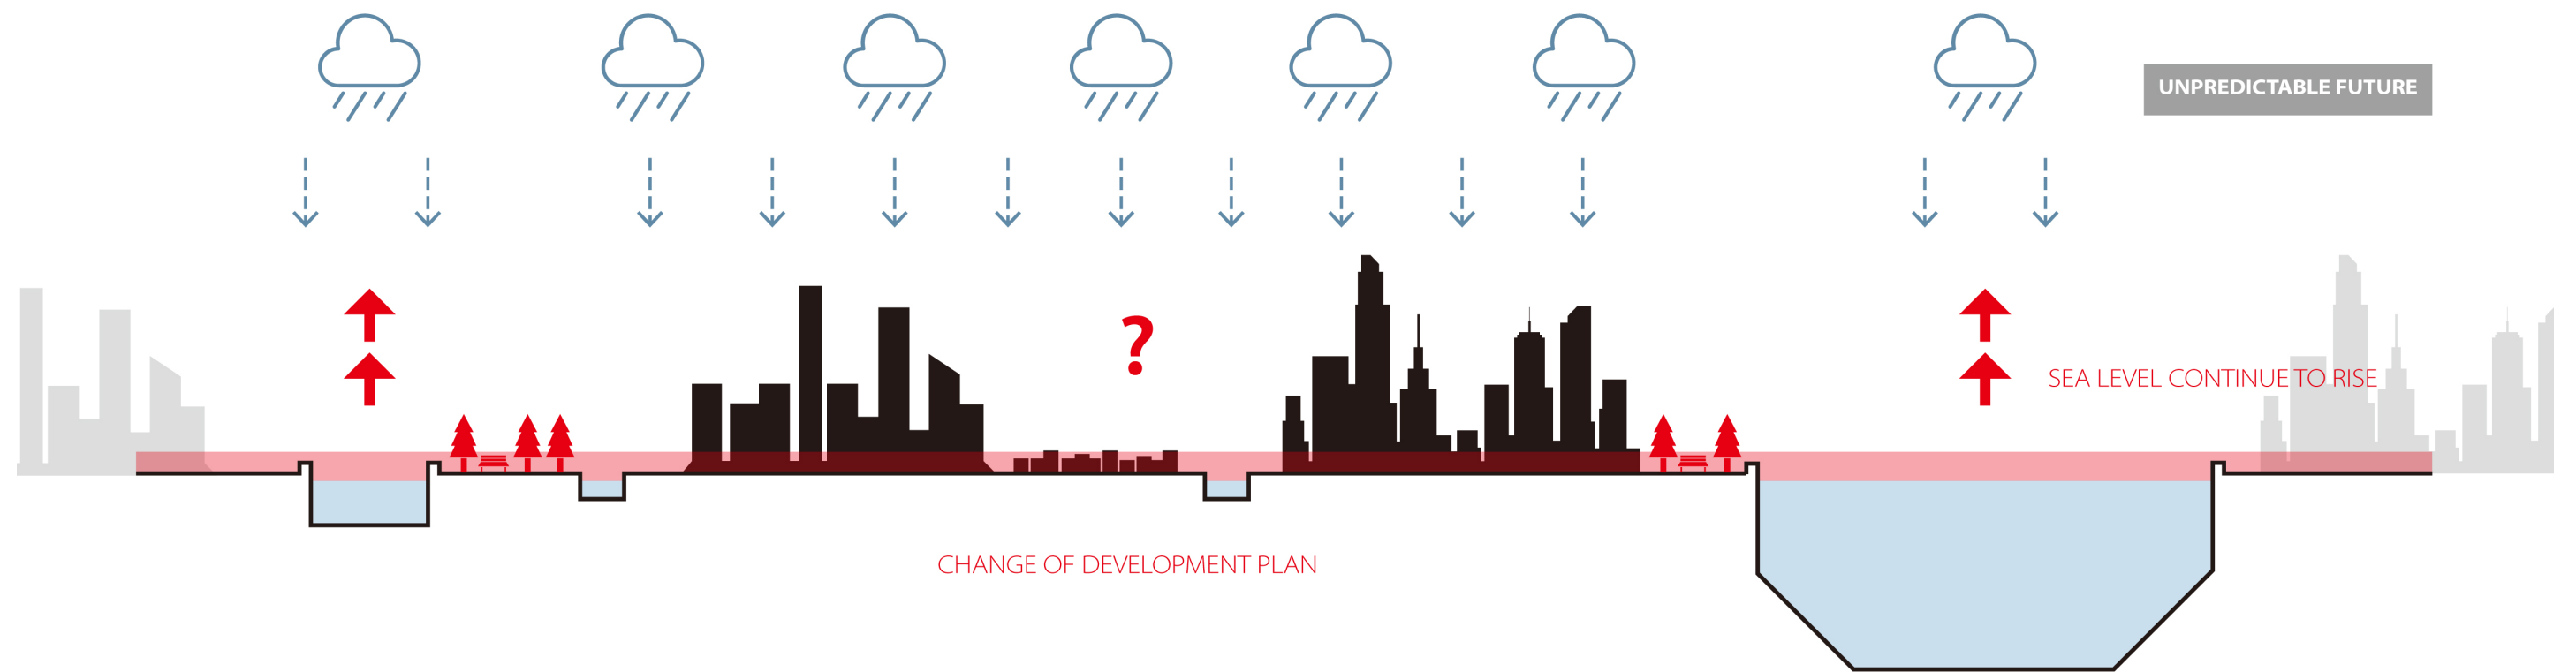 UNPREDICTABLE FUTURE
?
SEA LEVEL CONTINUE TO RISE
CHANGE OF DEVELOPMENT PLAN